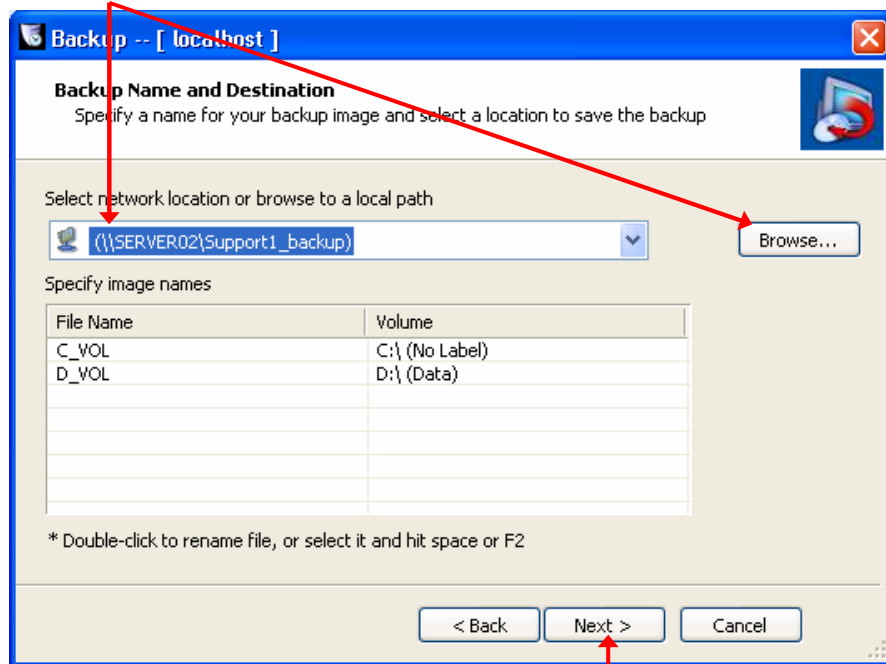 Backup -- [ localhost ]
Backup Name and Destination
Specify a name for your backup image and select a location to save the backup
Select network location or browse to a local path
(\\SERVER02\Support1_backup)
Browse...
Specify image names
File Name Volume
C_VOL C:\ (No Label)
D_VOL D:\ (Data)
* Double-click to rename file, or select it and hit space or F2
< Back Next > Cancel